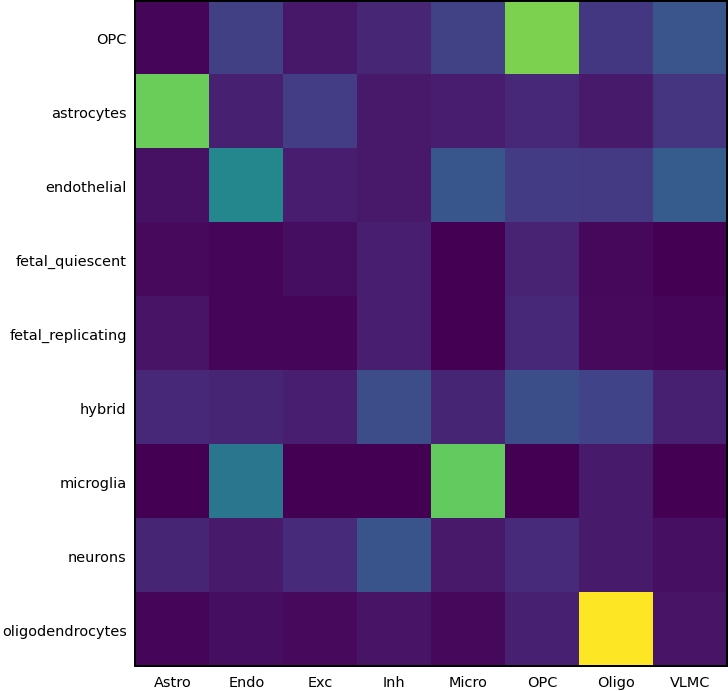 OPC
astrocytes
endothelial
fetal_quiescent
fetal_replicating
hybrid
microglia
neurons
oligodendrocytes
Astro Endo Exc Inh Micro OPC Oligo VLMC